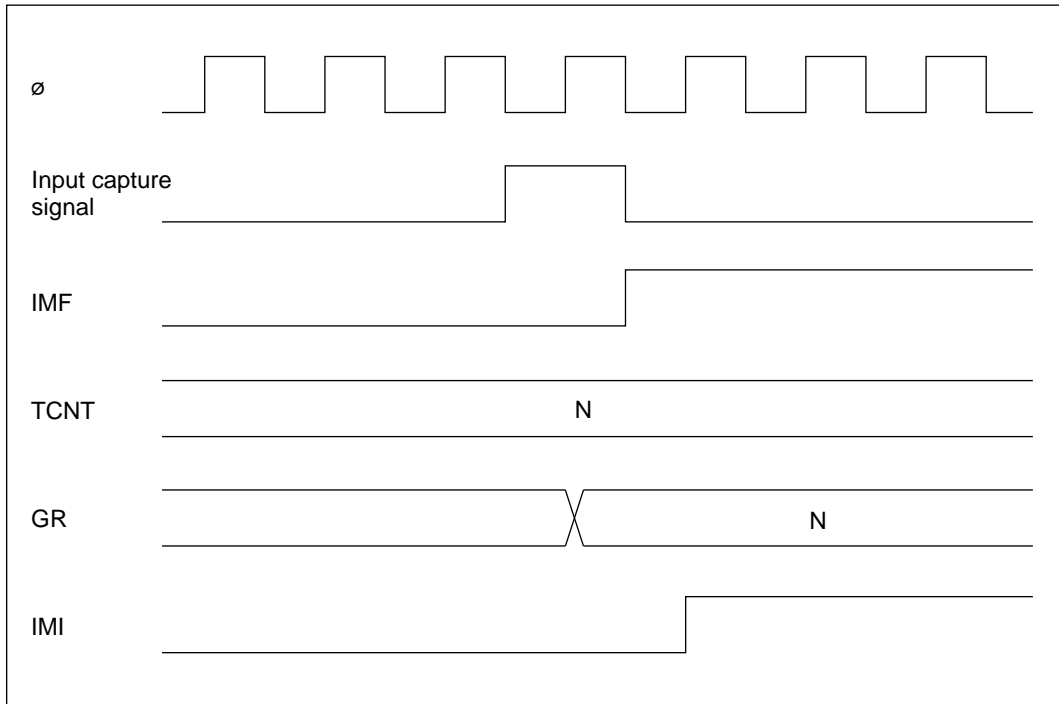 ø
Input capture
signal
IMF
TCNT
N
GR
N
IMI